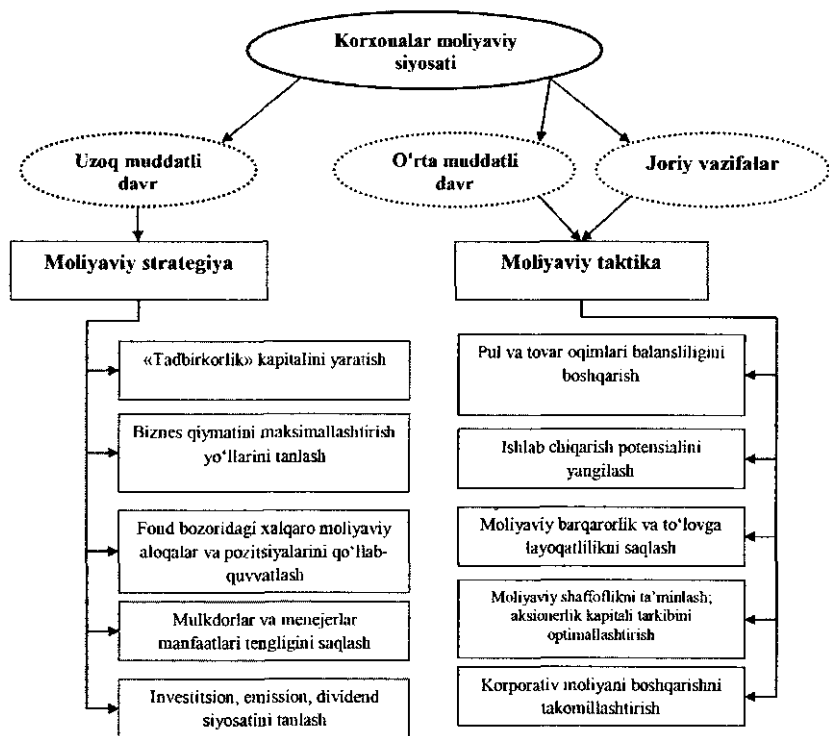 Korxonalar moliyaviy
siyosati
Uzoq muddatli
davr
O‘rta muddatli
davr
Joriy vazifalar
Moliyaviy strategiya
Moliyaviy taktika
«Tadbirkorlik» kapitalini yaratish
Biznes qiymatini maksimallashtirish
yo‘llarini tanlash
Fond bozoridagi xalqaro moliyaviy
aloqalar va pozitsiyalarini qo‘llab-
quvvatlash
Mulkdorlar va menejerlar
manfaatlari tengligini saqlash
Investitsion, emission, dividend
siyosatini tanlash
Pul va tovar oqimlari balansliligini
boshqarish
Ishlab chiqarish potensialini
yangilash
Moliyaviy barqarorlik va to‘lovga
layoqatlilikni saqlash
Moliyaviy shaffoflikni ta’minlash;
aksionerlik kapitali tarkibini
optimallashtirish
Korporativ moliyani boshqarishni
takomillashtirish